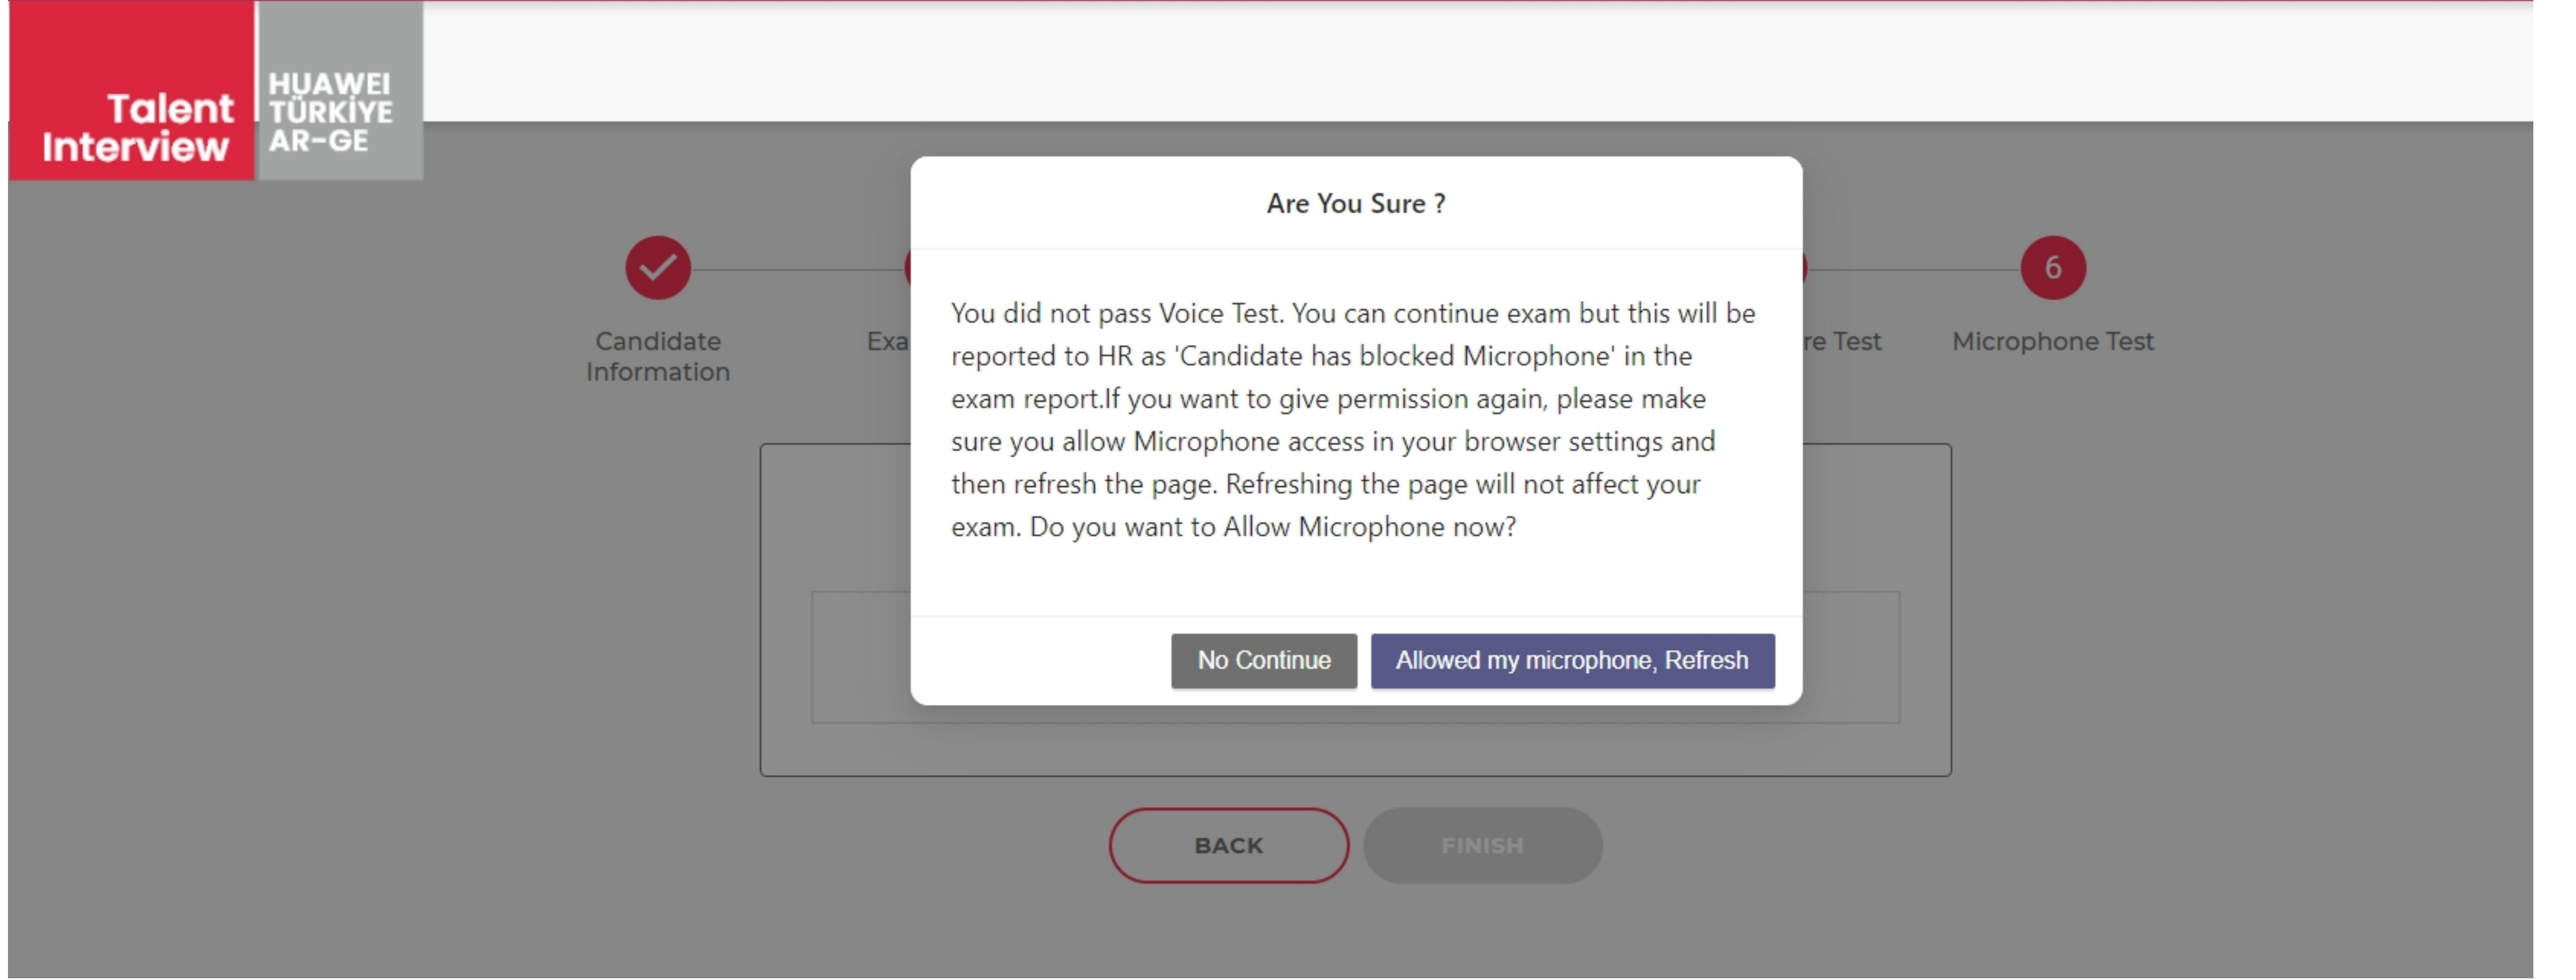 Talent
Interview
HUAWEI
TÜRKİYE
AR-GE
Are You Sure ?
You did not pass Voice Test. You can continue exam but this will be
reported to HR as 'Candidate has blocked Microphone' in the
exam report.If you want to give permission again, please make
sure you allow Microphone access in your browser settings and
then refresh the page. Refreshing the page will not affect your
exam. Do you want to Allow Microphone now?
No Continue
Allowed my microphone, Refresh
6
Candidate
Information
Exa
re Test
Microphone Test
BACK
FINISH